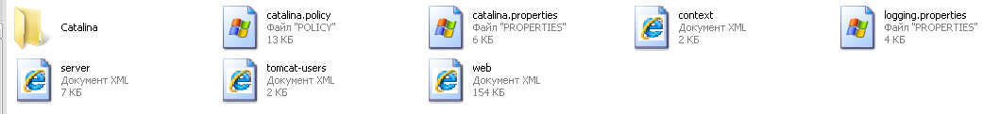 Catalina
catalina.policy
Файл "POLICY"
13 КБ
catalina.properties
Файл "PROPERTIES"
6 КБ
context
Документ XML
2 КБ
logging.properties
Файл "PROPERTIES"
4 КБ
server
Документ XML
7 КБ
tomcat-users
Документ XML
2 КБ
web
Документ XML
154 КБ